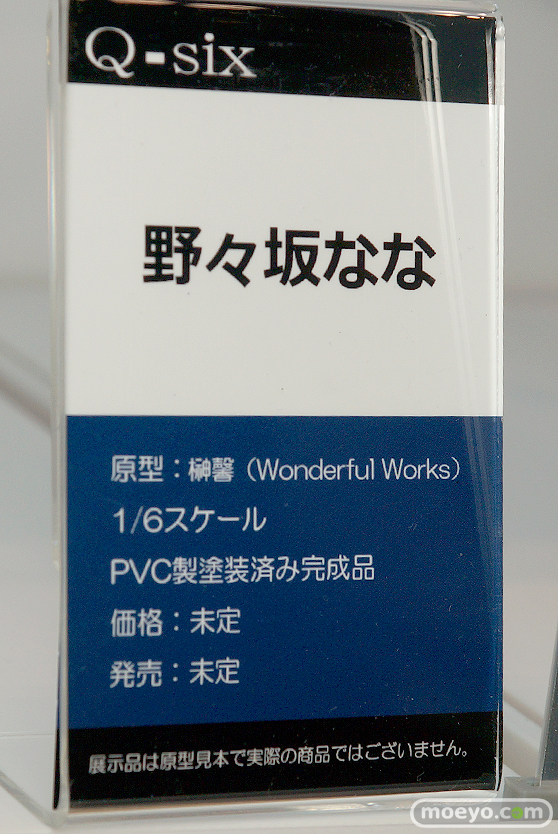 Q-six
野々坂なな
原型：榊馨（Wonderful Works）
1/6スケール
PVC製塗装済み完成品
価格：未定
発売：未定
展示品は原型見本で実際の商品ではございません。
moeyo.com